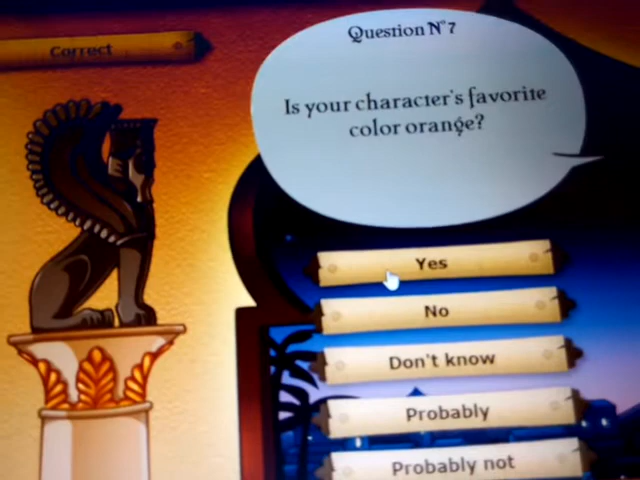 Correct
Question N°7
Is your character's favorite
color orange?
Yes
No
Don't know
Probably
Probably not